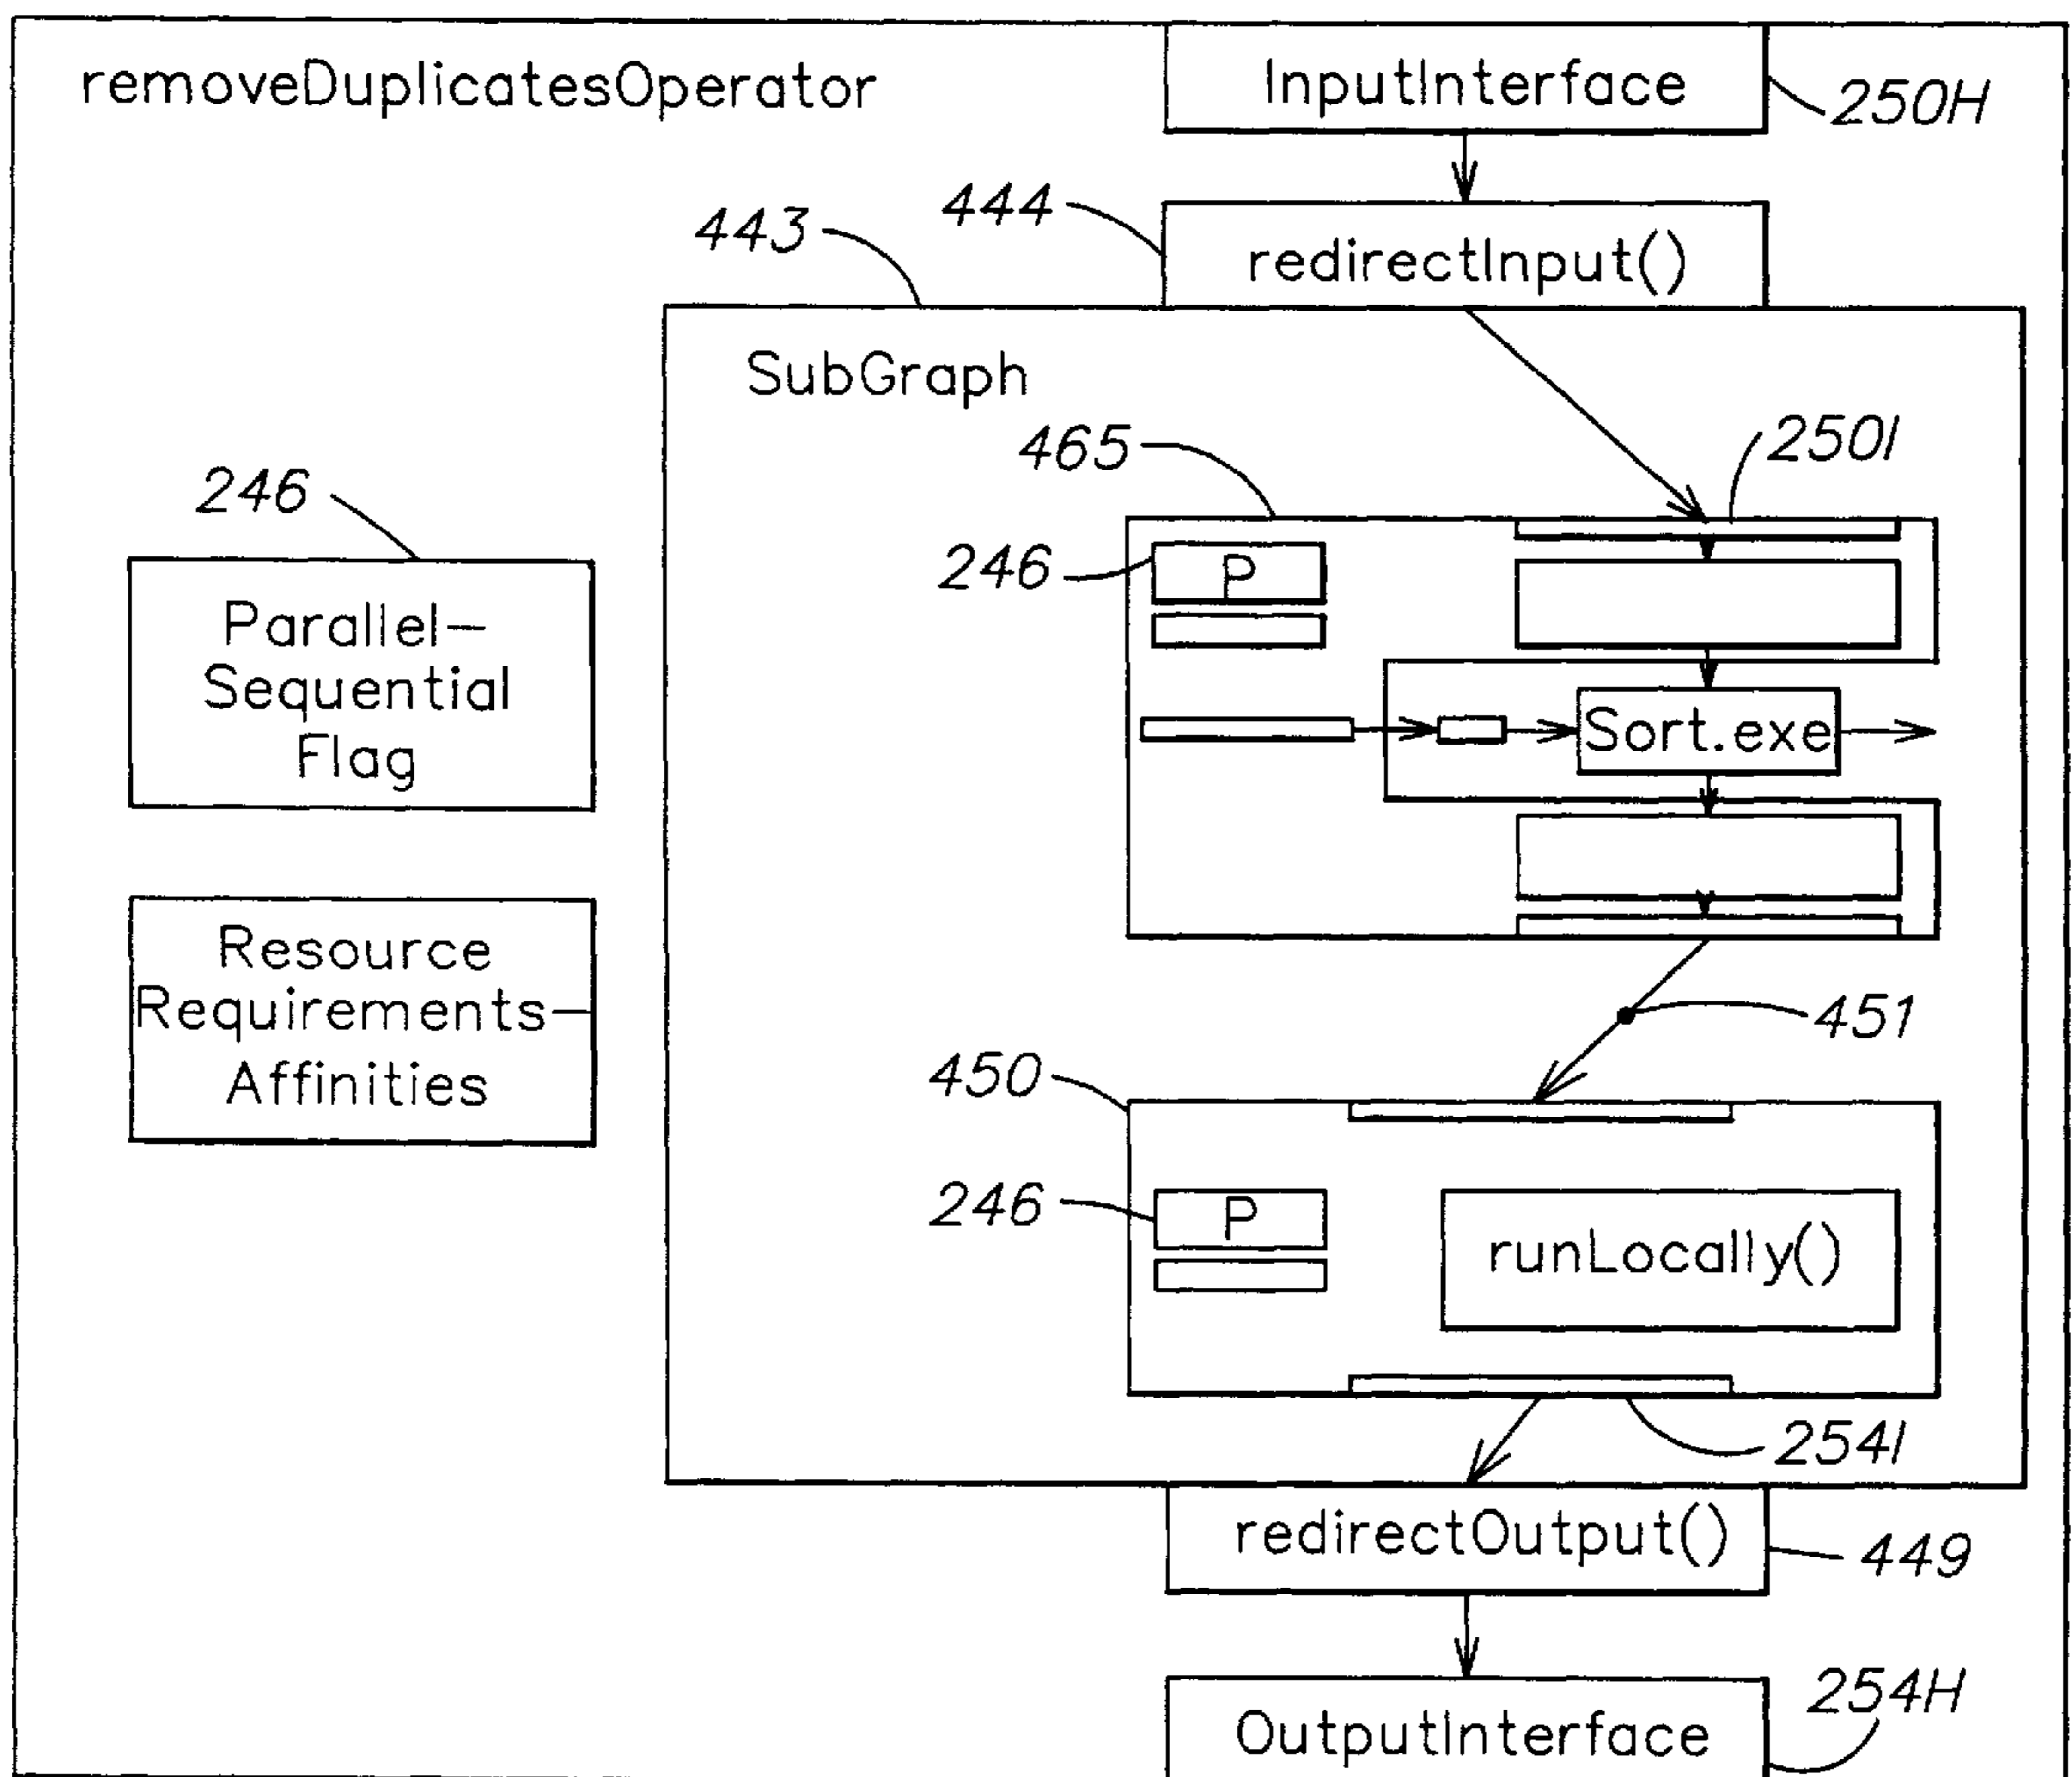 removeDuplicatesOperator
InputInterface
250H
444
redirectInput()
443
SubGraph
465
250I
246
Parallel-
Sequential
Flag
246
P
Sort.exe
Resource
Requirements-
Affinities
451
450
246
P
runLocally()
254I
redirectOutput()
449
OutputInterface
254H